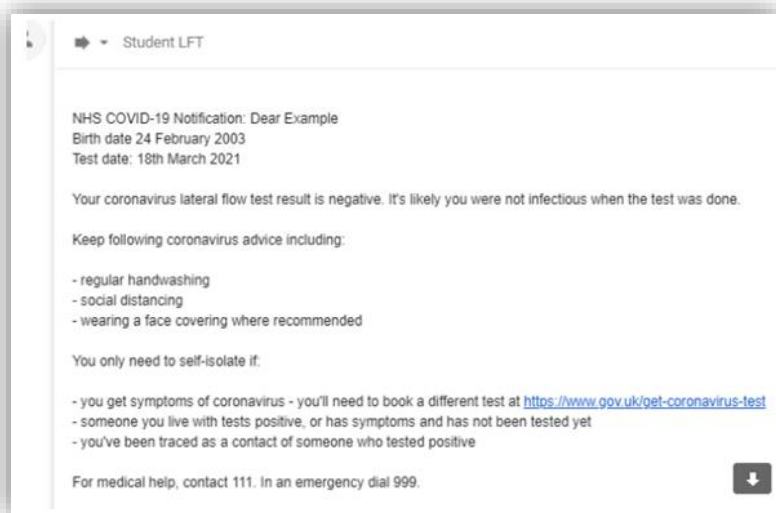 Student LFT
NHS COVID-19 Notification: Dear Example
Birth date 24 February 2003
Test date: 18th March 2021
Your coronavirus lateral flow test result is negative. It's likely you were not infectious when the test was done.
Keep following coronavirus advice including:
- regular handwashing
- social distancing
- wearing a face covering where recommended
You only need to self-isolate if:
- you get symptoms of coronavirus - you'll need to book a different test at https://www.gov.uk/get-coronavirus-test
- someone you live with tests positive, or has symptoms and has not been tested yet
- you've been traced as a contact of someone who tested positive
For medical help, contact 111. In an emergency dial 999.